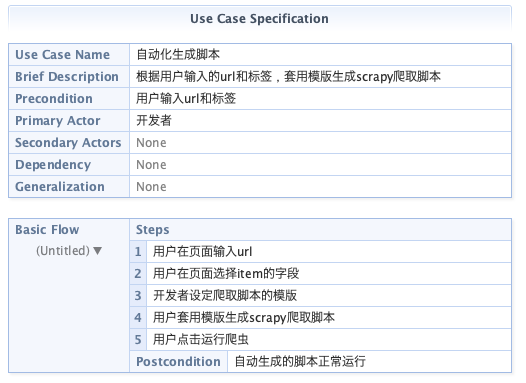 Use Case Specification
Use Case Name 自动化生成脚本
Brief Description 根据用户输入的url和标签，套用模版生成scrapy爬取脚本
Precondition 用户输入url和标签
Primary Actor 开发者
Secondary Actors None
Dependency None
Generalization None
Basic Flow Steps
(Untitled) ▼
1 用户在页面输入url
2 用户在页面选择item的字段
3 开发者设定爬取脚本的模版
4 用户套用模版生成scrapy爬取脚本
5 用户点击运行爬虫
Postcondition 自动生成的脚本正常运行